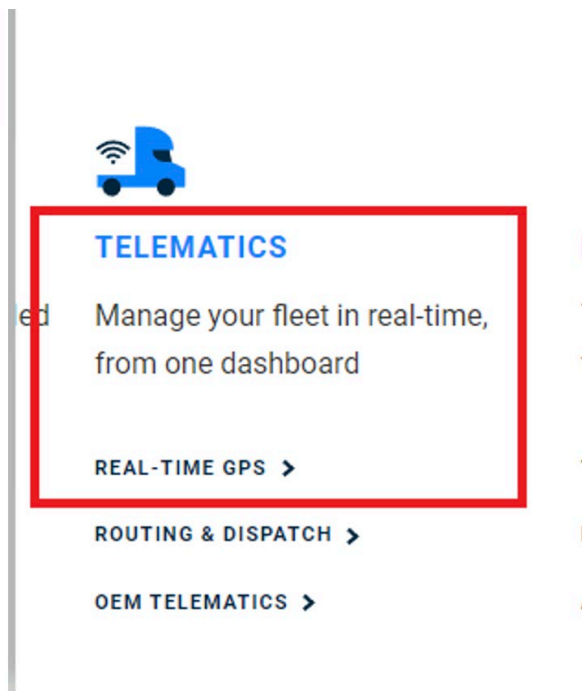 TELEMATICS
Manage your fleet in real-time,
from one dashboard
REAL-TIME GPS
ROUTING & DISPATCH
OEM TELEMATICS